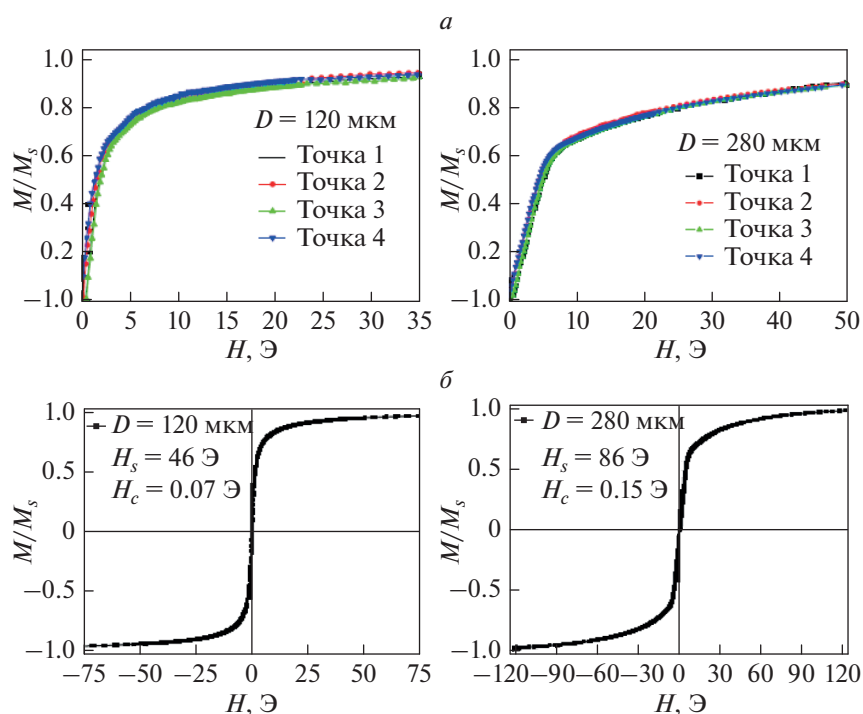 а
1.0
0.8
0.6
0.4
0.2
−1.0
M/Ms
D = 120 мкм
Точка 1
Точка 2
Точка 3
Точка 4
0 5 10 15 20 25 30 35
H, Э
1.0
0.8
0.6
0.4
0.2
−1.0
M/Ms
D = 280 мкм
Точка 1
Точка 2
Точка 3
Точка 4
0 10 20 30 40 50
H, Э
б
1.0
0.5
0
−0.5
−1.0
M/Ms
D = 120 мкм
Hs = 46 Э
Hc = 0.07 Э
−75 −50 −25 0 25 50 75
H, Э
1.0
0.5
0
−0.5
−1.0
M/Ms
D = 280 мкм
Hs = 86 Э
Hc = 0.15 Э
−120 −90 −60 −30 0 30 60 90 120
H, Э